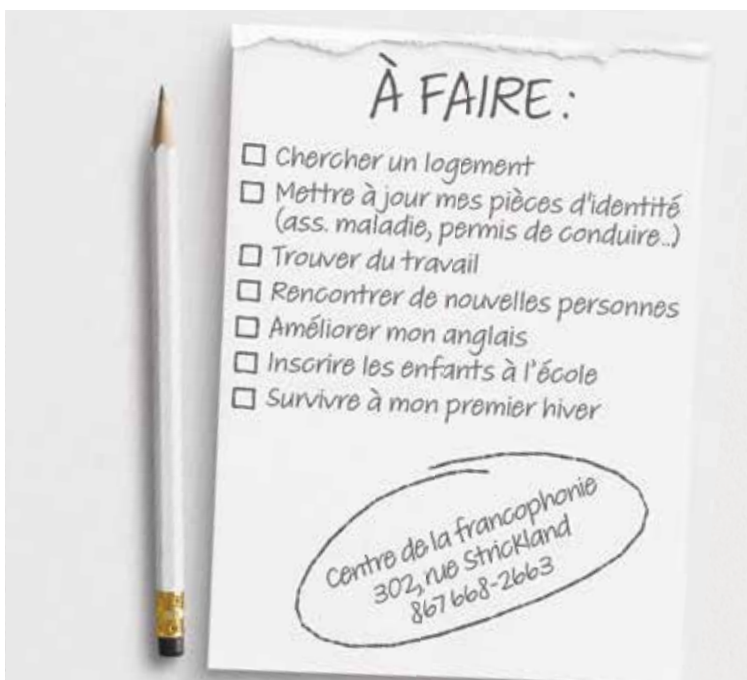 À FAIRE :
Chercher un logement
Mettre à jour mes pièces d'identité
(ass. maladie, permis de conduire..)
Trouver du travail
Rencontrer de nouvelles personnes
Améliorer mon anglais
Inscrire les enfants à l'école
Survivre à mon premier hiver
Centre de la francophonie
302, rue Strickland
867 668-2663